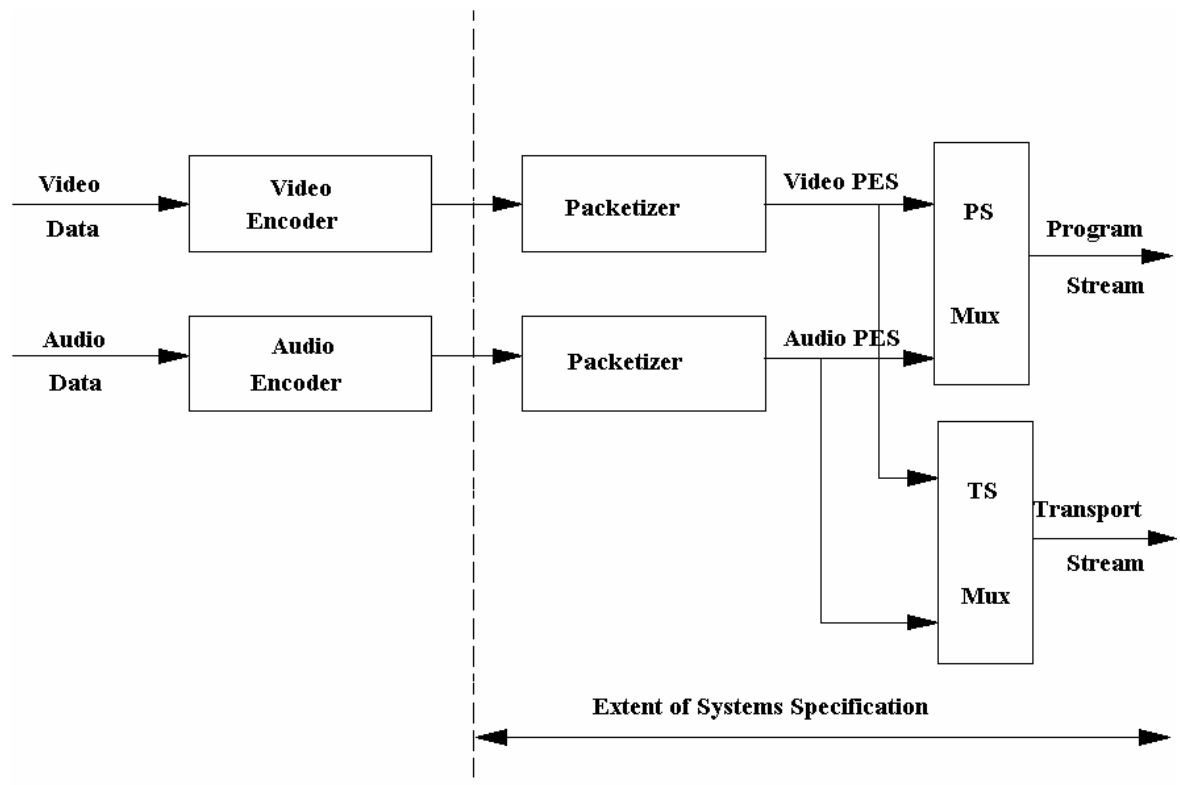 Video
Data
Video
Encoder
Packetizer
Video PES
PS
Mux
Program
Stream
Audio
Data
Audio
Encoder
Packetizer
Audio PES
TS
Mux
Transport
Stream
Extent of Systems Specification